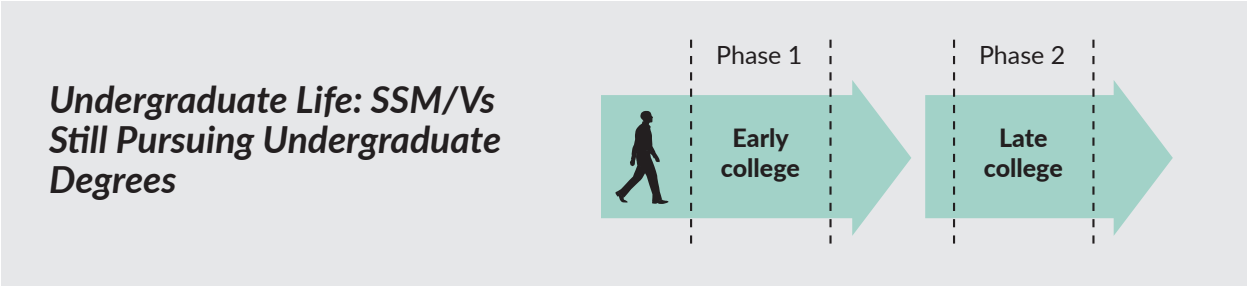 Undergraduate Life: SSM/Vs
Still Pursuing Undergraduate
Degrees
Phase 1
Early
college
Phase 2
Late
college